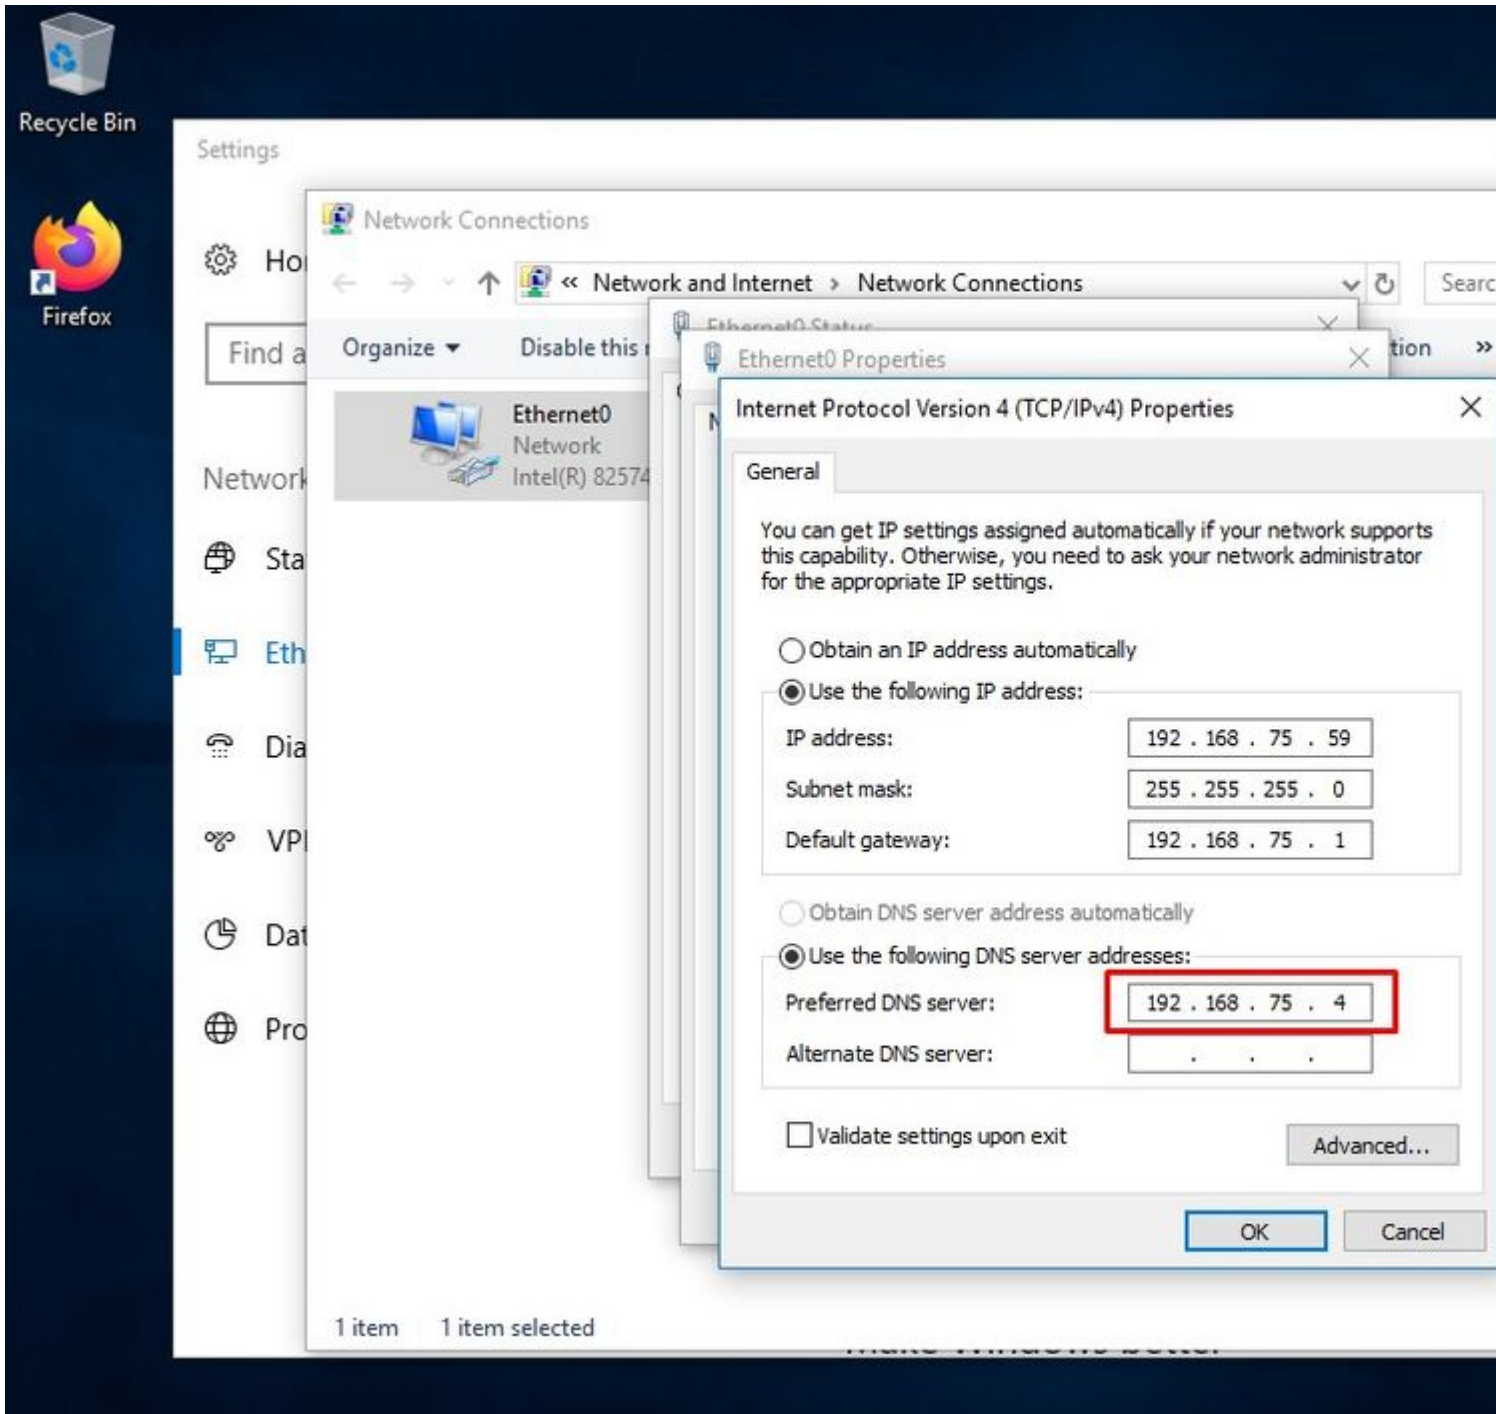 Recycle Bin
Firefox
Settings
Network Connections
« Network and Internet › Network Connections
Organize
Disable this
Ethernet0 Status
Ethernet0 Properties
Ethernet0
Network
Intel(R) 82574
Find a
Network
Internet Protocol Version 4 (TCP/IPv4) Properties
General
You can get IP settings assigned automatically if your network supports
this capability. Otherwise, you need to ask your network administrator
for the appropriate IP settings.
Obtain an IP address automatically
Use the following IP address:
IP address: 192 . 168 . 75 . 59
Subnet mask: 255 . 255 . 255 . 0
Default gateway: 192 . 168 . 75 . 1
Obtain DNS server address automatically
Use the following DNS server addresses:
Preferred DNS server: 192 . 168 . 75 . 4
Alternate DNS server: . . .
Validate settings upon exit
Advanced...
OK Cancel
1 item 1 item selected